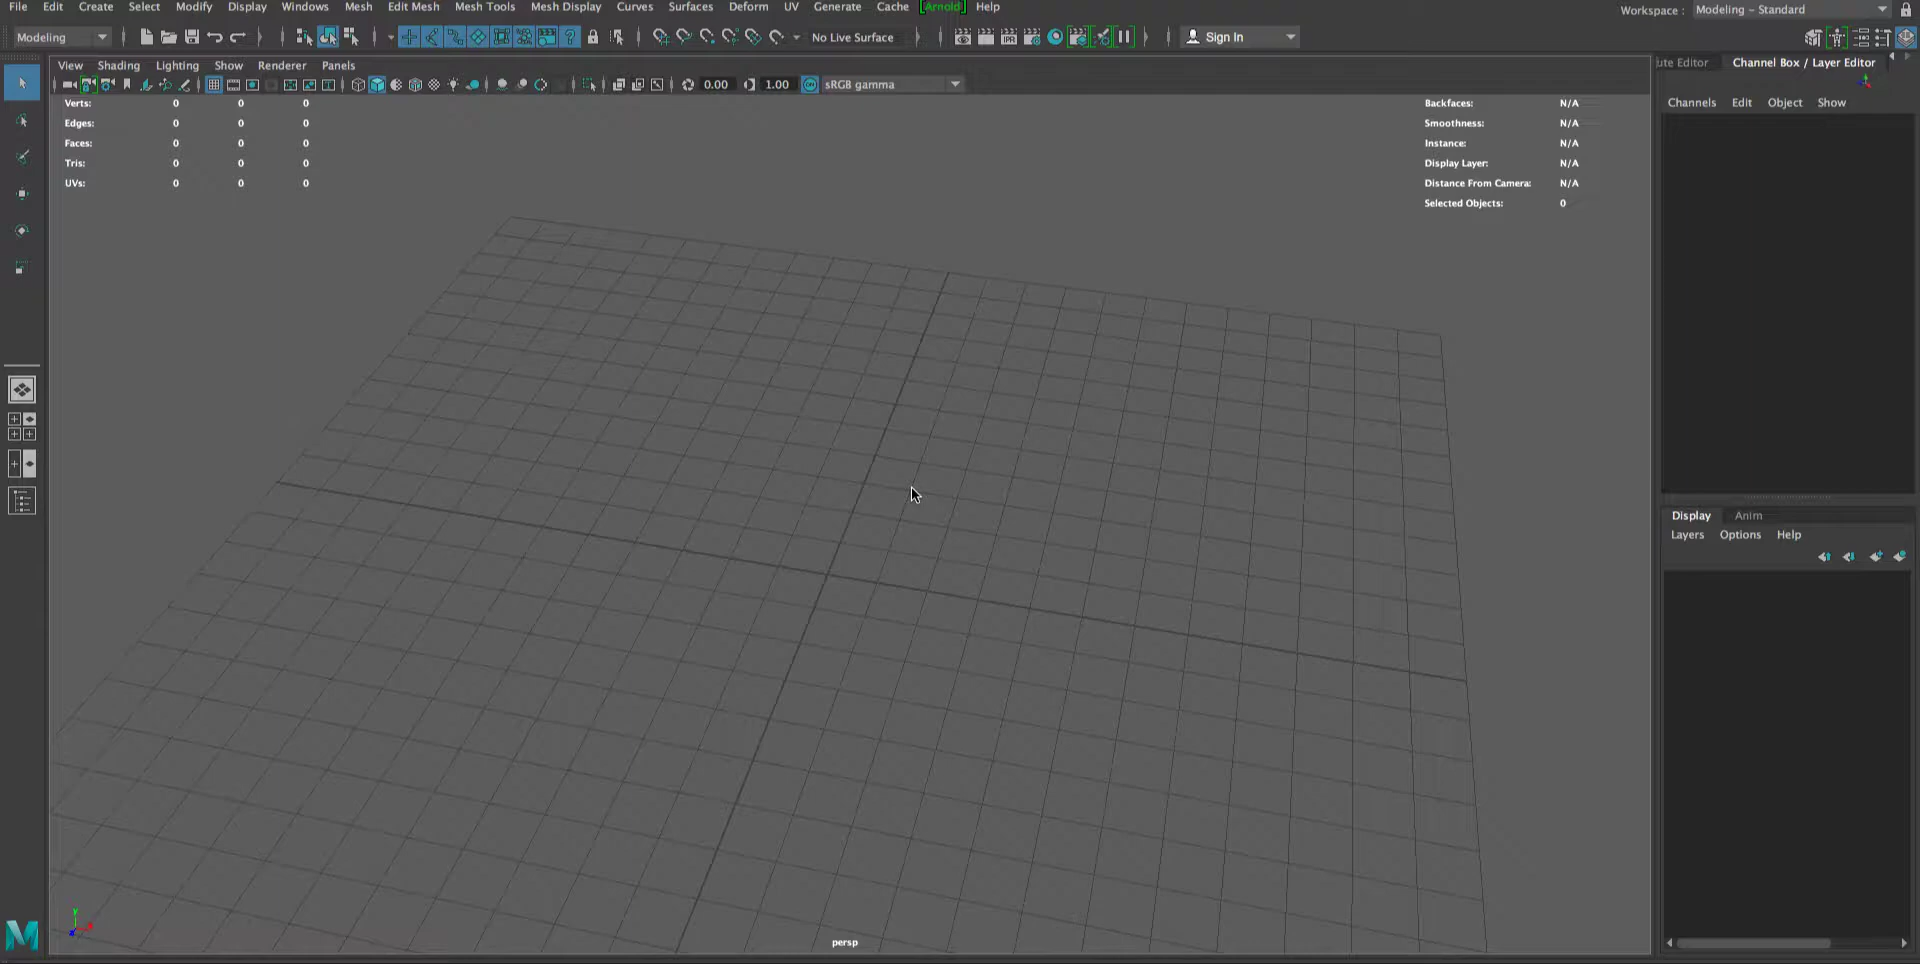 File Edit Create Select Modify Display Windows Mesh Edit Mesh Mesh Tools Mesh Display Curves Surfaces Deform UV Generate Cache [Arnold] Help
Workspace : Modeling - Standard
Modeling No Live Surface IPR Sign In
View Shading Lighting Show Renderer Panels
ute Editor Channel Box / Layer Editor
0.00 1.00 sRGB gamma
Channels Edit Object Show
Verts: 0 0 0
Edges: 0 0 0
Faces: 0 0 0
Tris: 0 0 0
UVs: 0 0 0
Backfaces: N/A
Smoothness: N/A
Instance: N/A
Display Layer: N/A
Distance From Camera: N/A
Selected Objects: 0
Display Anim
Layers Options Help
persp
Y
M